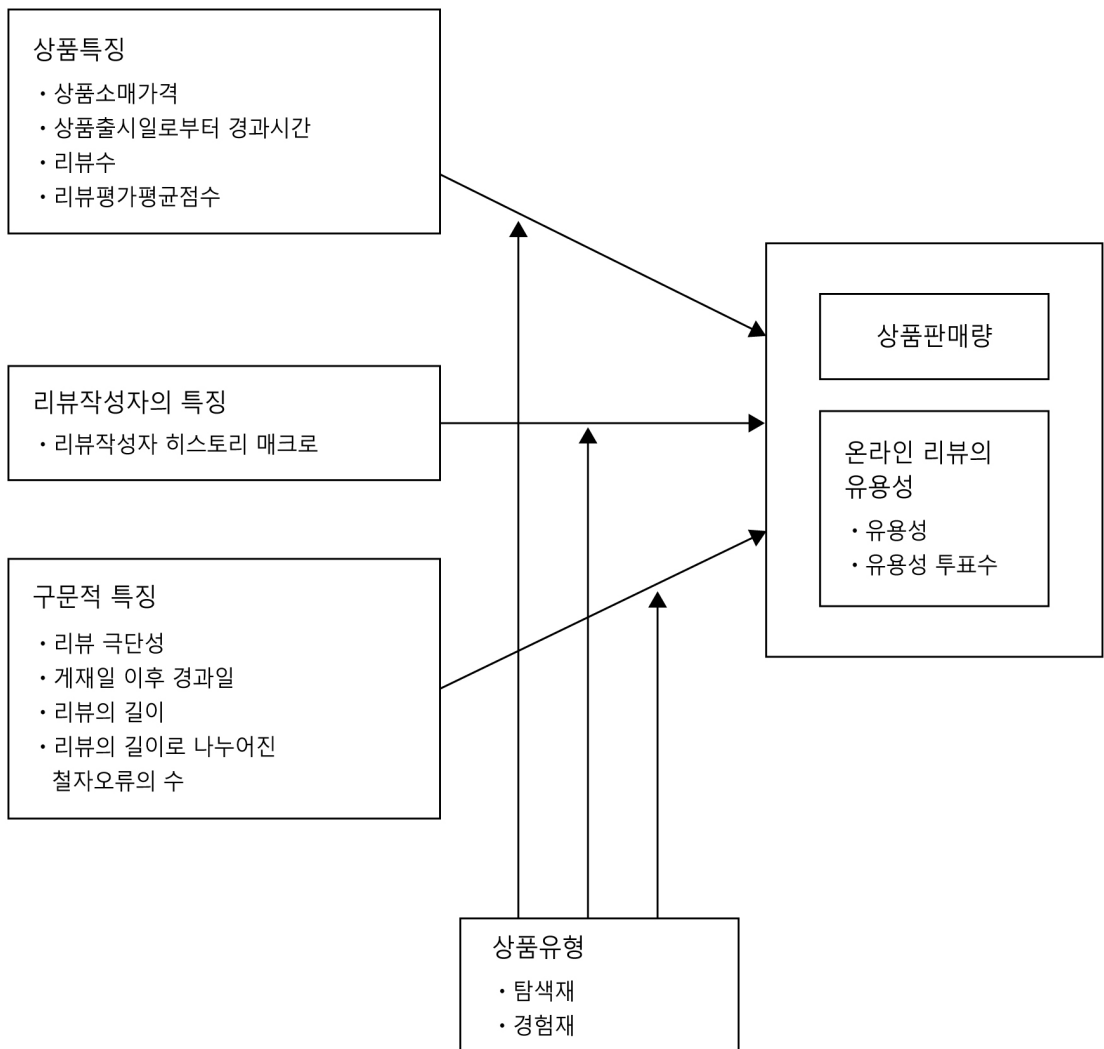 상품특징
・상품소매가격
・상품출시일로부터 경과시간
・리뷰수
・리뷰평가평균점수
상품판매량
리뷰작성자의 특징
・리뷰작성자 히스토리 매크로
온라인 리뷰의
유용성
・유용성
・유용성 투표수
구문적 특징
・리뷰 극단성
・게재일 이후 경과일
・리뷰의 길이
・리뷰의 길이로 나누어진
철자오류의 수
상품유형
・탐색재
・경험재